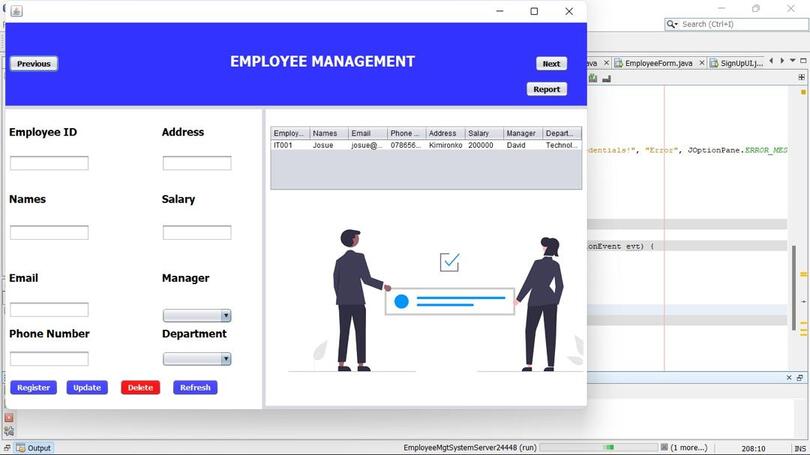 Search (Ctrl+I)
Previous
EMPLOYEE MANAGEMENT
Next
Report
ava
EmployeeForm.java
SignUpUI.j...
Employee ID
Address
Names
Salary
Email
Manager
Phone Number
Department
Register
Update
Delete
Refresh
Employ... Names Email Phone ... Address Salary Manager Depart...
IT001 Josue josue@... 078656... Kimironko 200000 David Technol...
dentials!", "Error", JOptionPane.ERROR_MES
onEvent evt) {
Output
EmployeeMgtSystemServer24448 (run)
(1 more...)
208:10
INS